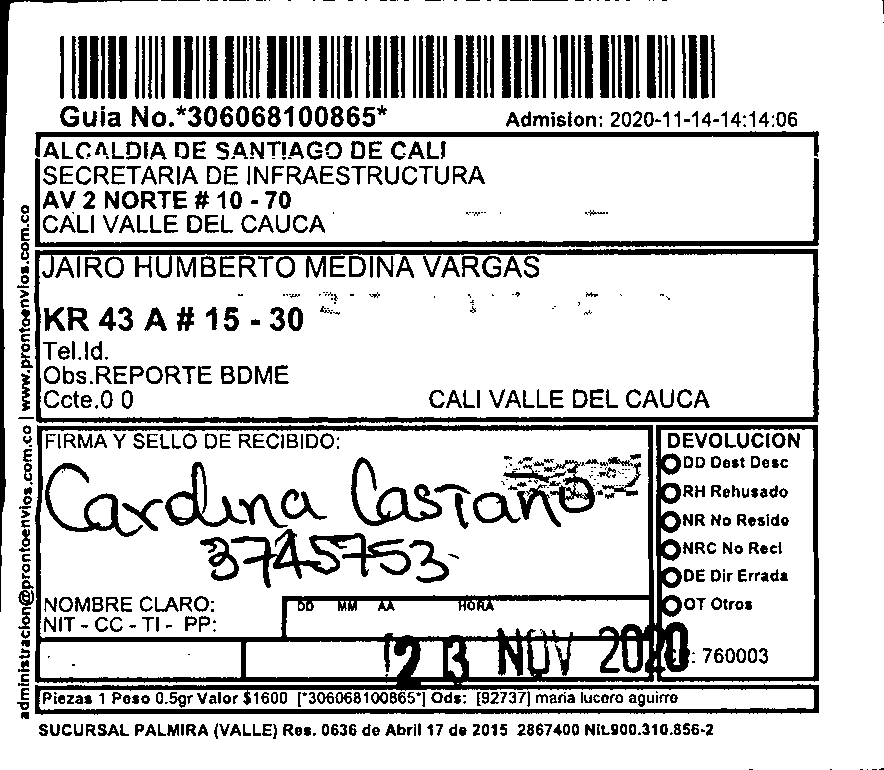 Guia No.*306068100865*
Admision: 2020-11-14-14:14:06
ALCALDIA DE SANTIAGO DE CALI
SECRETARIA DE INFRAESTRUCTURA
AV 2 NORTE # 10 - 70
CALI VALLE DEL CAUCA
JAIRO HUMBERTO MEDINA VARGAS
KR 43 A # 15 - 30
Tel.Id.
Obs.REPORTE BDME
Ccte.0 0
CALI VALLE DEL CAUCA
administracion@prontoenvios.com.co | www.prontoenvios.com.co
FIRMA Y SELLO DE RECIBIDO:
Carolina Castaño
3745753
NOMBRE CLARO:
NIT - CC - TI - PP:
DD MM AA HORA
23 NOV 2020
DEVOLUCION
DD Dest Desc
RH Rehusado
NR No Resido
NRC No Recl
DE Dir Errada
OT Otros
: 760003
Piezas 1 Peso 0.5gr Valor $1600 [*306068100865*] Ods: [92737] maria lucero aguirre
SUCURSAL PALMIRA (VALLE) Res. 0636 de Abril 17 de 2015 2867400 Nit.900.310.856-2